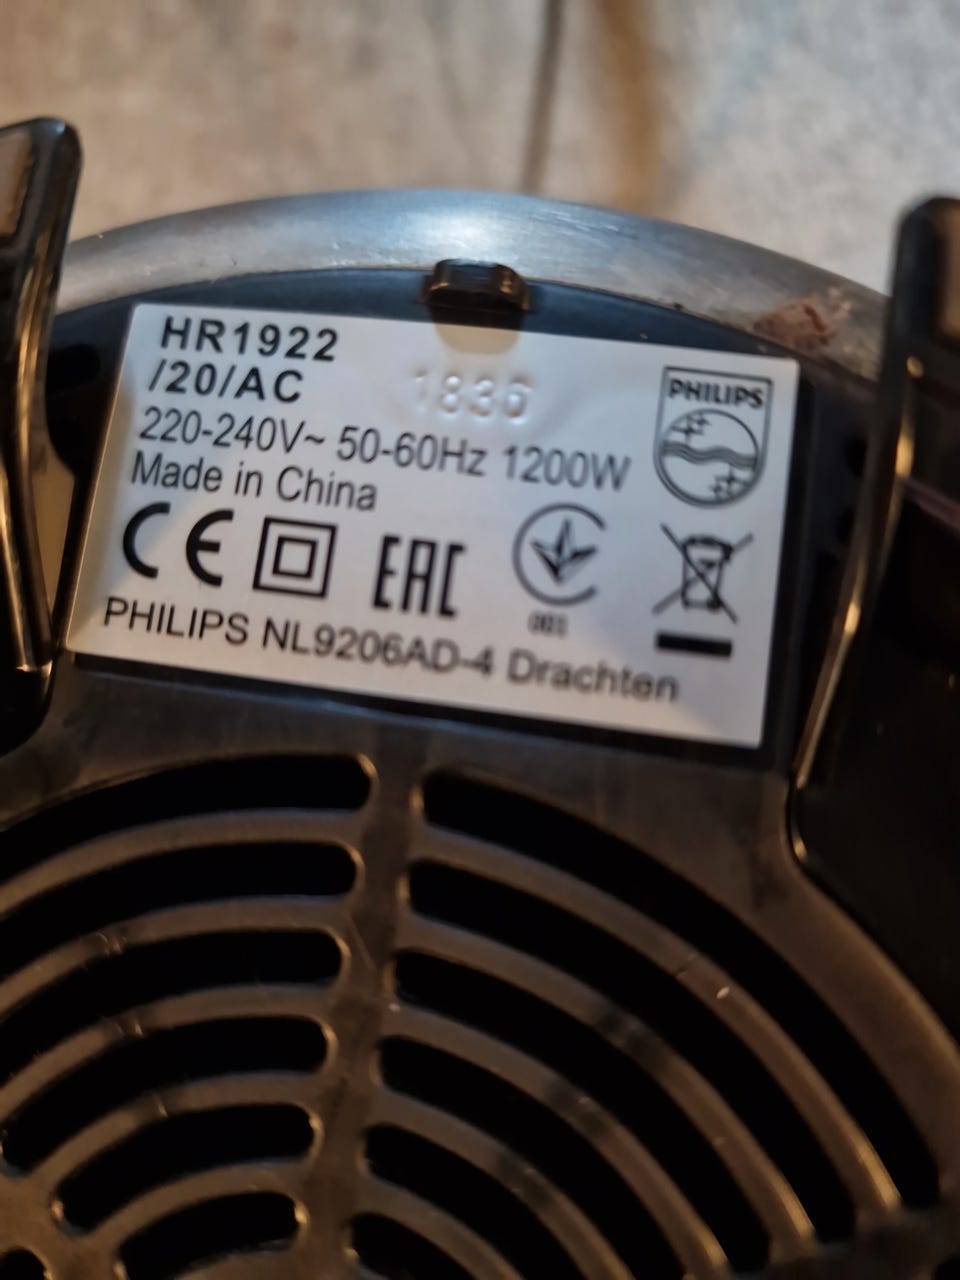 HR1922
/20/AC
1836
220-240V~ 50-60Hz 1200W
Made in China
PHILIPS
CE
EAC
001
PHILIPS NL9206AD-4 Drachten